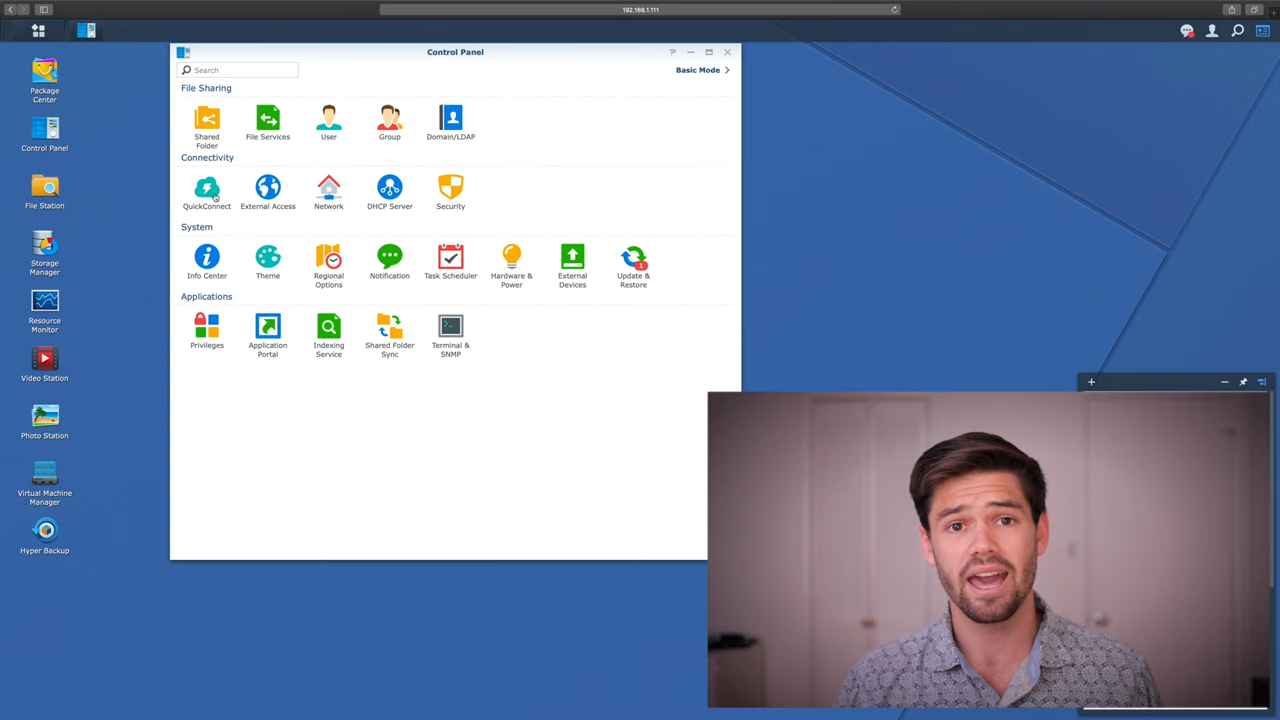 192.168.1.111
Control Panel
Search
Basic Mode
File Sharing
Shared
Folder
File Services
User
Group
Domain/LDAP
Connectivity
QuickConnect
External Access
Network
DHCP Server
Security
System
Info Center
Theme
Regional
Options
Notification
Task Scheduler
Hardware &
Power
External
Devices
1
Update &
Restore
Applications
Privileges
Application
Portal
Indexing
Service
Shared Folder
Sync
Terminal &
SNMP
Package
Center
Control Panel
File Station
Storage
Manager
Resource
Monitor
Video Station
Photo Station
Virtual Machine
Manager
Hyper Backup